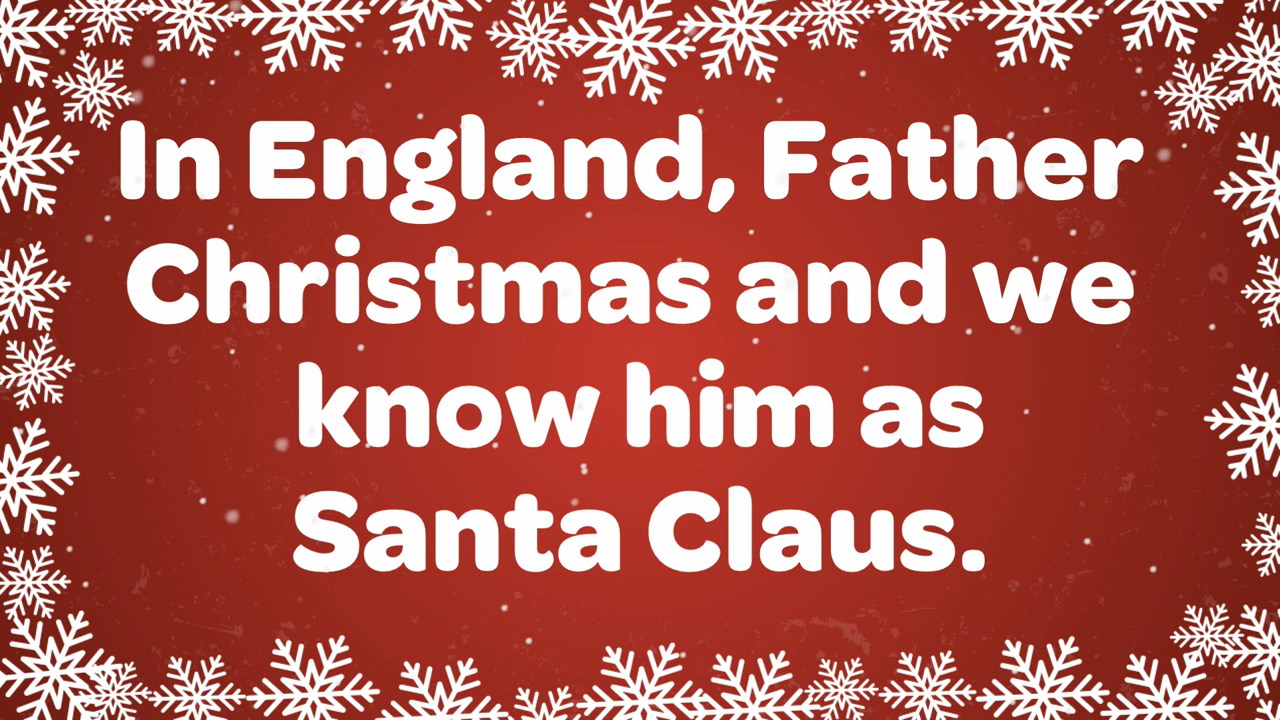 In England, Father
Christmas and we
know him as
Santa Claus.